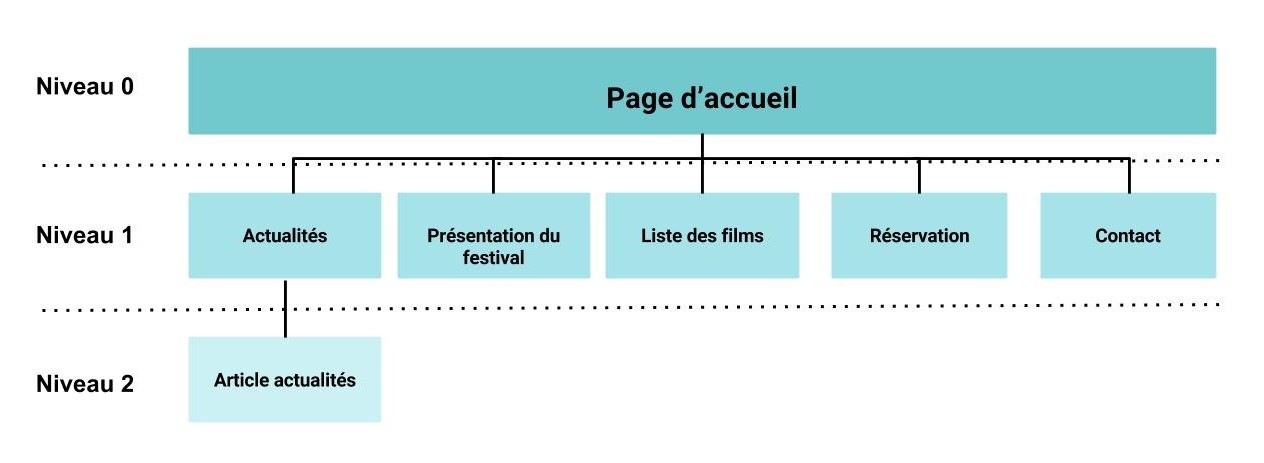 Niveau 0
Page d’accueil
Niveau 1
Actualités
Présentation du
festival
Liste des films
Réservation
Contact
Niveau 2
Article actualités